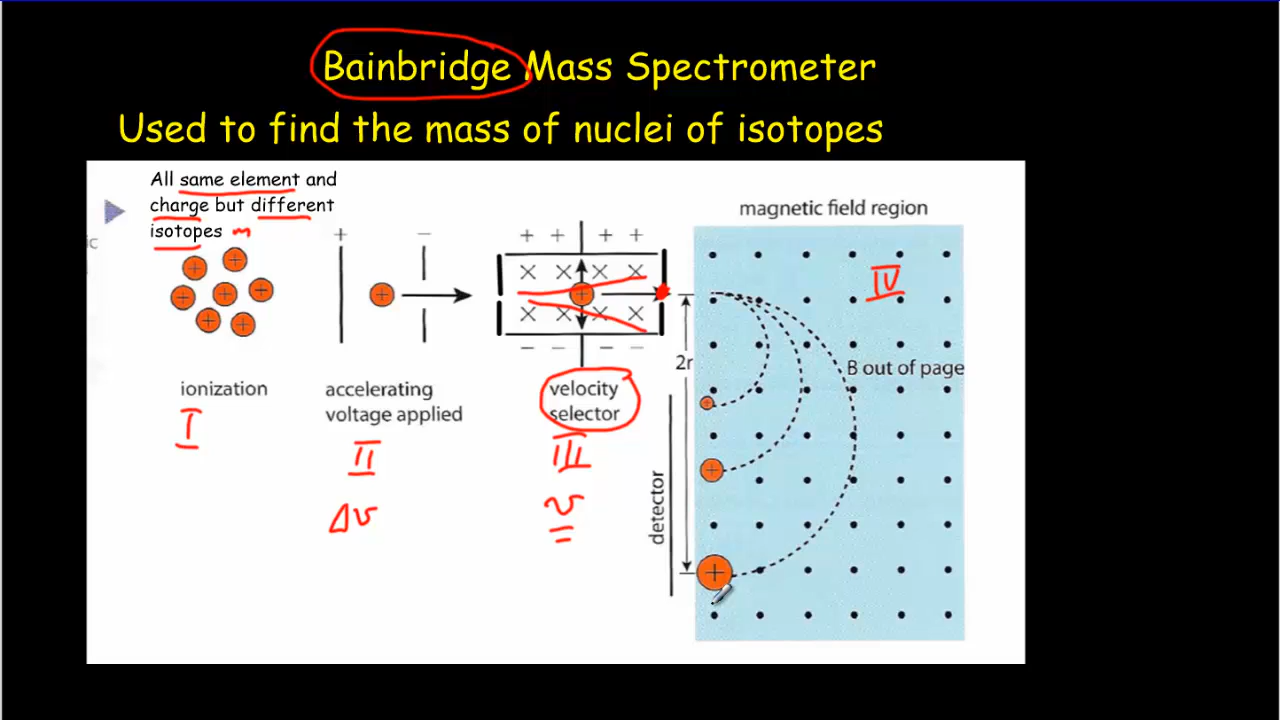 Bainbridge Mass Spectrometer
Used to find the mass of nuclei of isotopes
All same element and
charge but different
isotopes m
ic
+ −
+ + + +
− − − −
magnetic field region
IV
B out of page
2r
detector
ionization
accelerating
voltage applied
velocity
selector
I
II
III
Δv
v